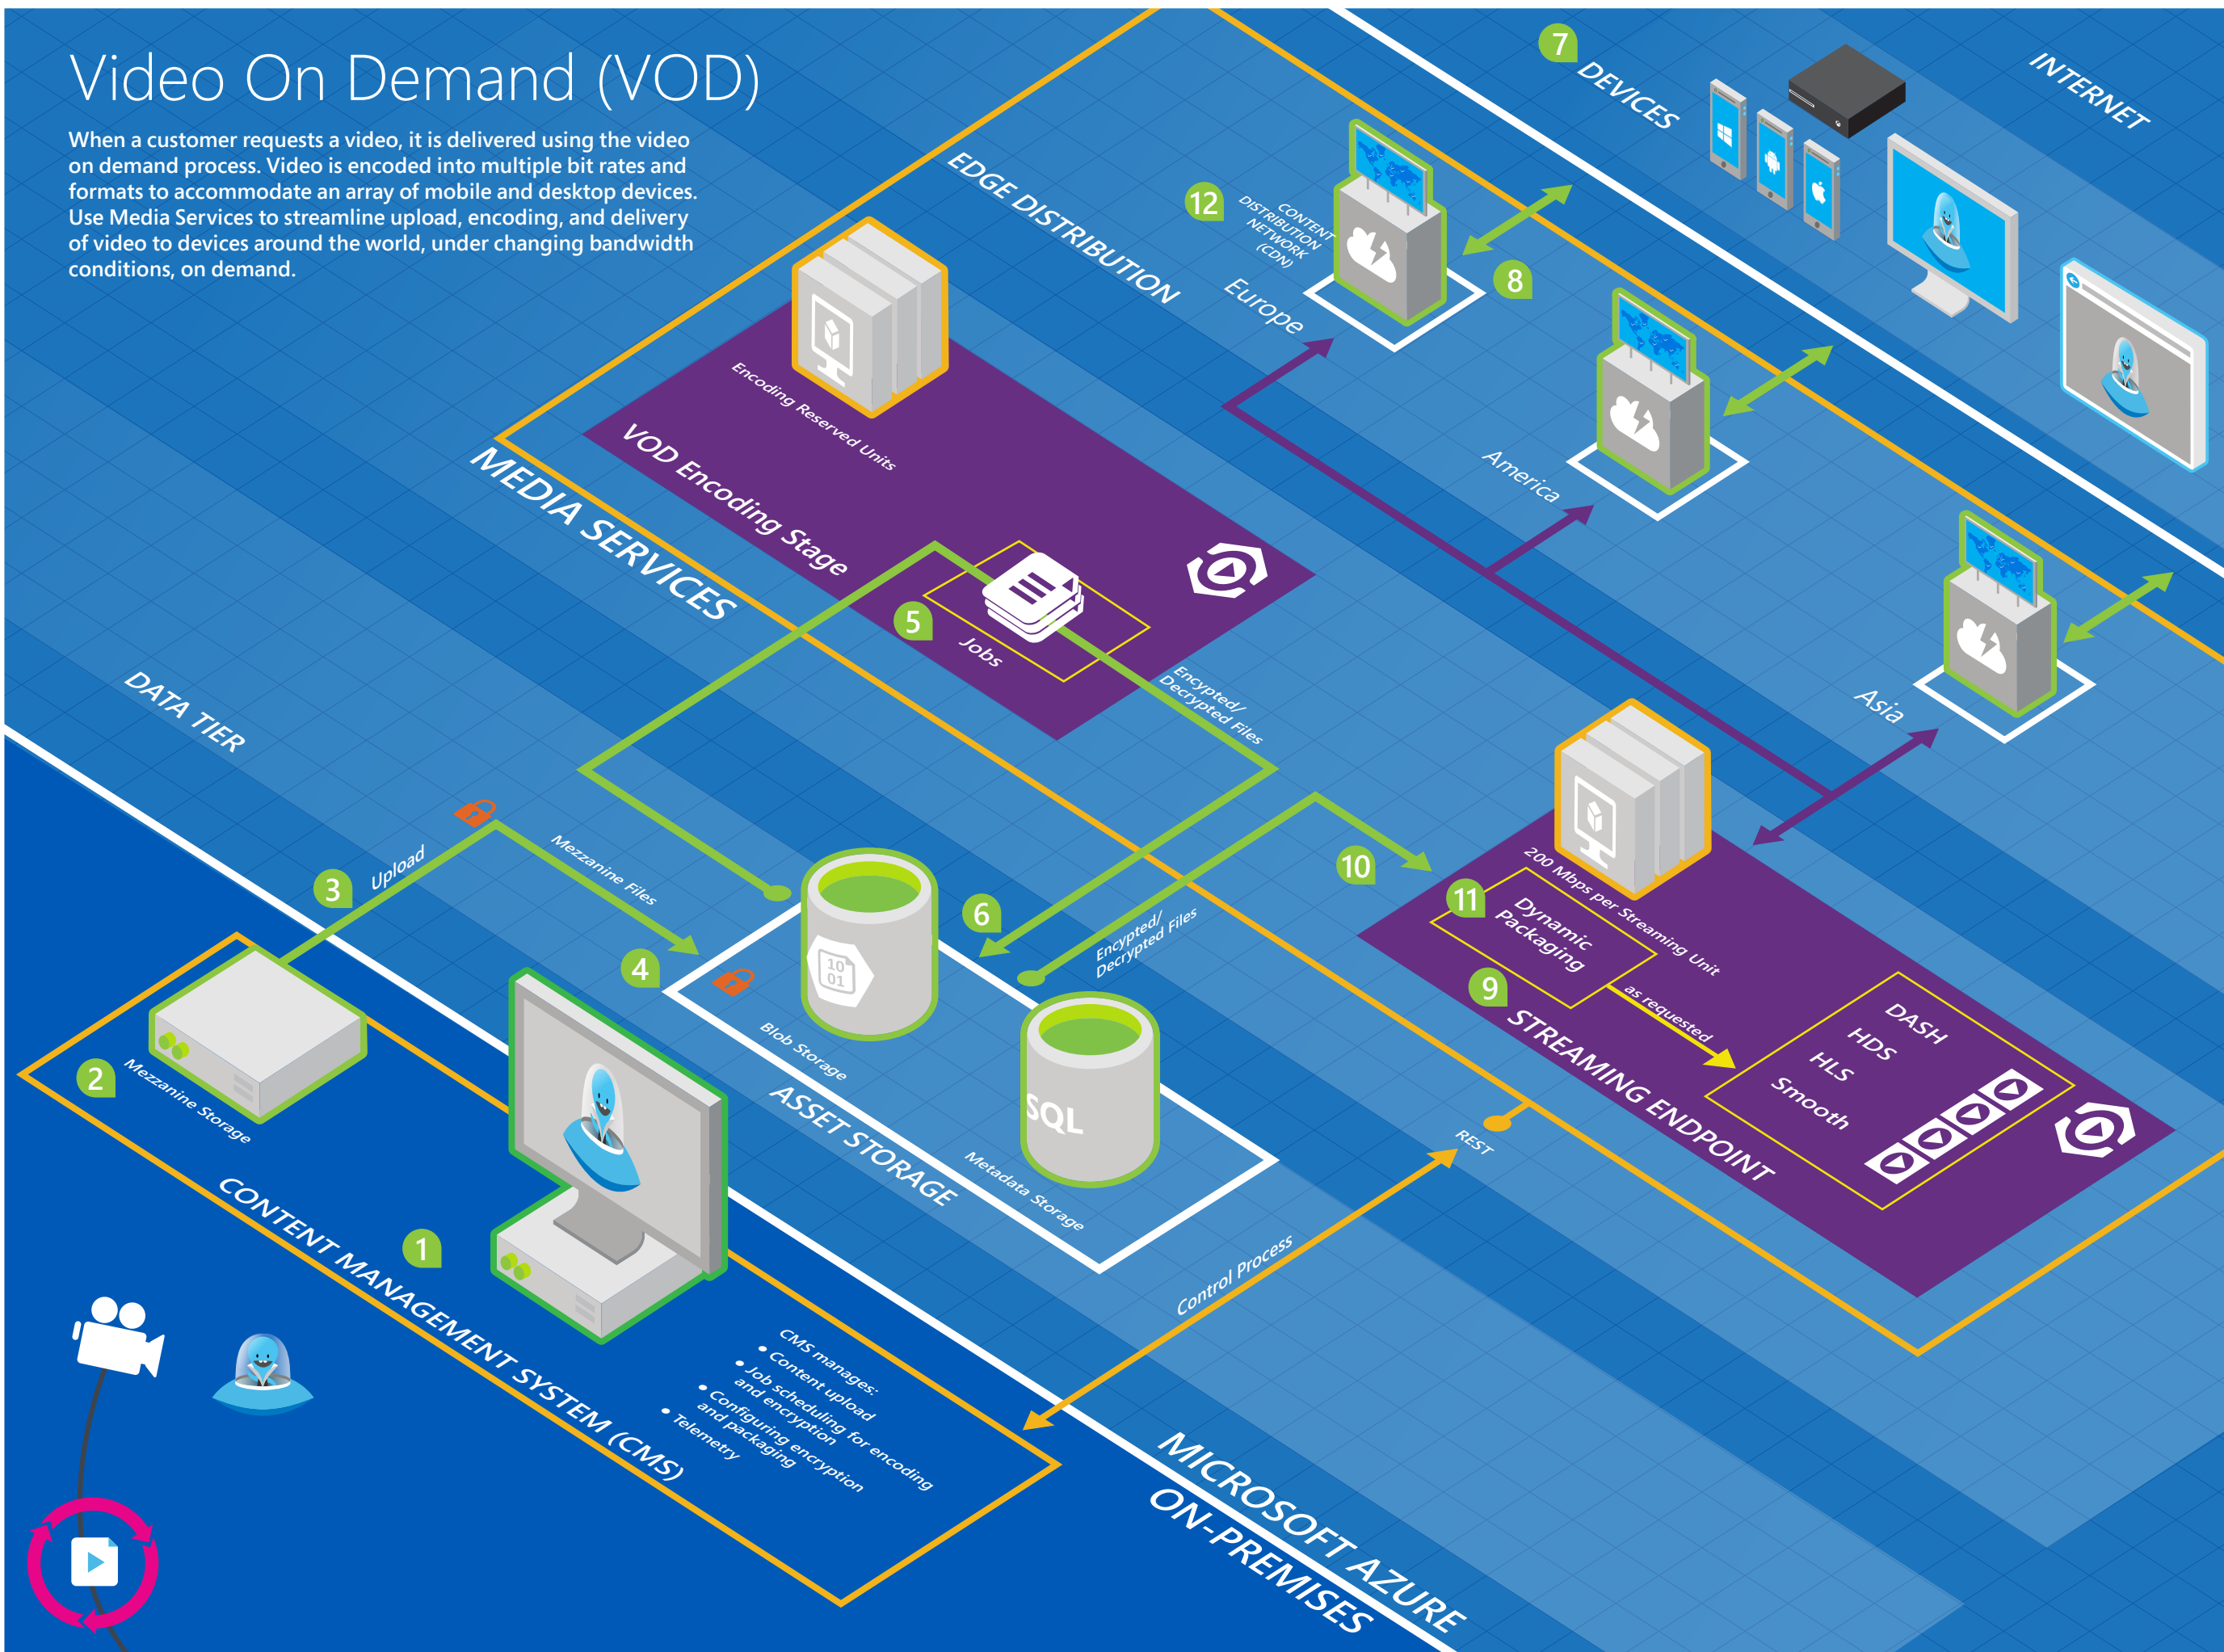 Video On Demand (VOD)
When a customer requests a video, it is delivered using the video
on demand process. Video is encoded into multiple bit rates and
formats to accommodate an array of mobile and desktop devices.
Use Media Services to streamline upload, encoding, and delivery
of video to devices around the world, under changing bandwidth
conditions, on demand.
7
DEVICES
INTERNET
EDGE DISTRIBUTION
12
CONTENT
DISTRIBUTION
NETWORK
(CDN)
8
Europe
America
Asia
Encoding Reserved Units
VOD Encoding Stage
MEDIA SERVICES
5
Jobs
Encypted/
Decrypted Files
DATA TIER
3
Upload
Mezzanine Files
4
6
10
01
Blob Storage
ASSET STORAGE
SQL
Metadata Storage
Encypted/
Decrypted Files
10
200 Mbps per Streaming Unit
11
Dynamic
Packaging
9
as requested
STREAMING ENDPOINT
DASH
HDS
HLS
Smooth
REST
Control Process
2
Mezzanine Storage
1
CONTENT MANAGEMENT SYSTEM (CMS)
CMS manages:
• Content upload
• Job scheduling for encoding
and encryption
• Configuring encryption
and packaging
• Telemetry
MICROSOFT AZURE
ON-PREMISES